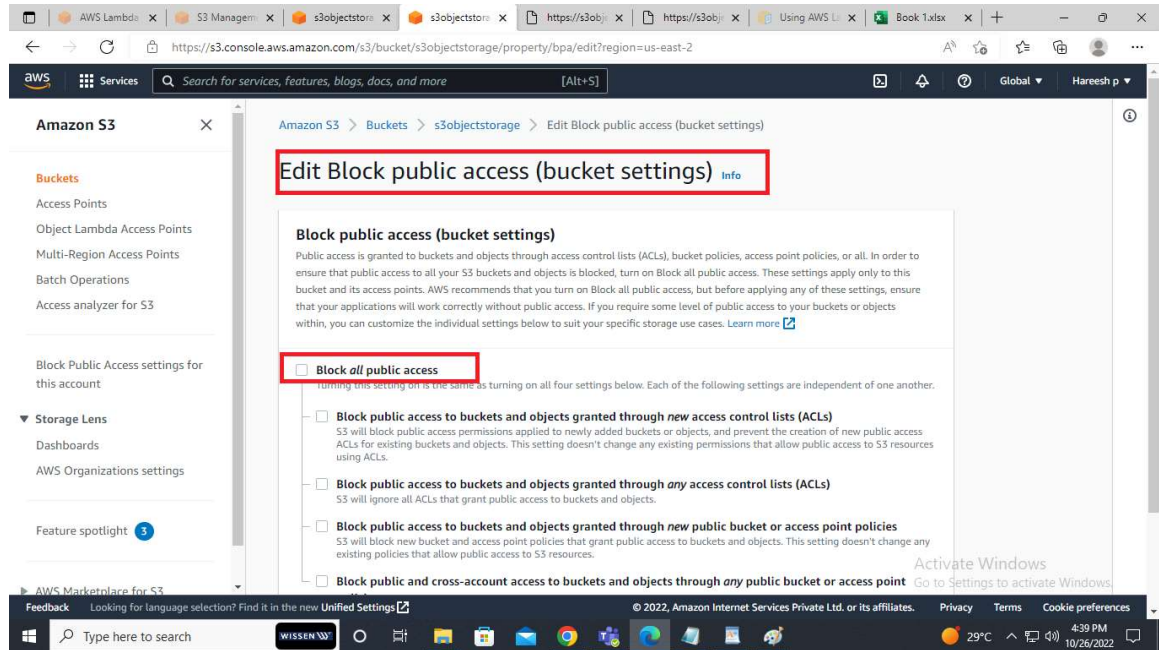 AWS Lambda
S3 Managem
s3objectstora
s3objectstora
https://s3obje
https://s3obje
Using AWS L
Book 1.xlsx
https://s3.console.aws.amazon.com/s3/bucket/s3objectstorage/property/bpa/edit?region=us-east-2
aws
Services
Search for services, features, blogs, docs, and more
[Alt+S]
Global
Hareesh p
Amazon S3
Buckets
Access Points
Object Lambda Access Points
Multi-Region Access Points
Batch Operations
Access analyzer for S3
Block Public Access settings for
this account
Storage Lens
Dashboards
AWS Organizations settings
Feature spotlight 3
AWS Marketplace for S3
Amazon S3 > Buckets > s3objectstorage > Edit Block public access (bucket settings)
Edit Block public access (bucket settings) Info
Block public access (bucket settings)
Public access is granted to buckets and objects through access control lists (ACLs), bucket policies, access point policies, or all. In order to
ensure that public access to all your S3 buckets and objects is blocked, turn on Block all public access. These settings apply only to this
bucket and its access points. AWS recommends that you turn on Block all public access, but before applying any of these settings, ensure
that your applications will work correctly without public access. If you require some level of public access to your buckets or objects
within, you can customize the individual settings below to suit your specific storage use cases. Learn more
Block all public access
Turning this setting on is the same as turning on all four settings below. Each of the following settings are independent of one another.
Block public access to buckets and objects granted through new access control lists (ACLs)
S3 will block public access permissions applied to newly added buckets or objects, and prevent the creation of new public access
ACLs for existing buckets and objects. This setting doesn't change any existing permissions that allow public access to S3 resources
using ACLs.
Block public access to buckets and objects granted through any access control lists (ACLs)
S3 will ignore all ACLs that grant public access to buckets and objects.
Block public access to buckets and objects granted through new public bucket or access point policies
S3 will block new bucket and access point policies that grant public access to buckets and objects. This setting doesn't change any
existing policies that allow public access to S3 resources.
Block public and cross-account access to buckets and objects through any public bucket or access point
Activate Windows
Go to Settings to activate Windows.
Feedback
Looking for language selection? Find it in the new Unified Settings
© 2022, Amazon Internet Services Private Ltd. or its affiliates.
Privacy
Terms
Cookie preferences
Type here to search
WISSEN
29°C
4:39 PM
10/26/2022